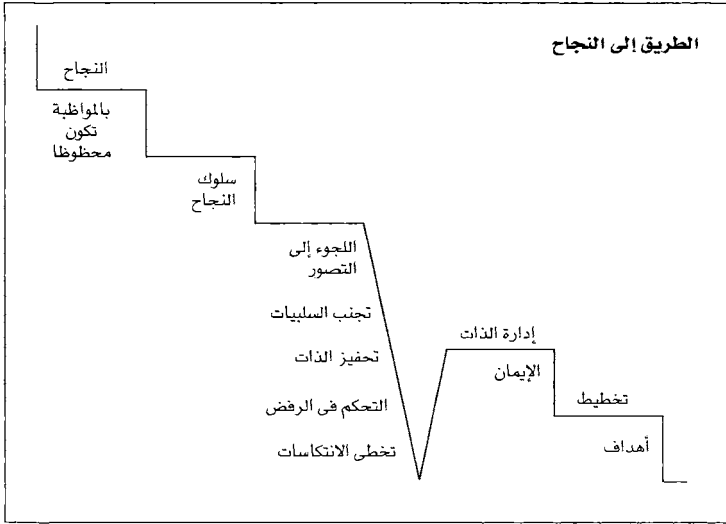 الطريق إلى النجاح
النجاح
بالمواظبة
تكون
محظوظا
سلوك
النجاح
اللجوء إلى
التصور
تجنب السلبيات
تحفيز الذات
التحكم فى الرفض
تخطى الانتكاسات
إدارة الذات
الإيمان
تخطيط
أهداف